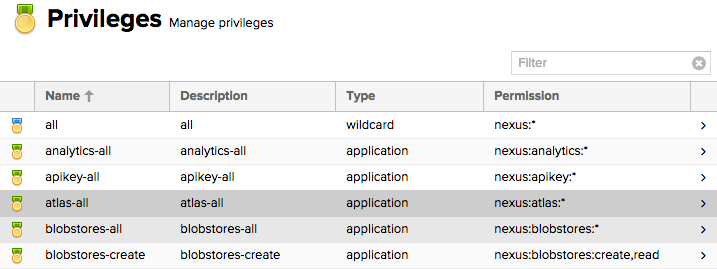 Privileges Manage privileges
Filter
Name Description Type Permission
all all wildcard nexus:*
analytics-all analytics-all application nexus:analytics:*
apikey-all apikey-all application nexus:apikey:*
atlas-all atlas-all application nexus:atlas:*
blobstores-all blobstores-all application nexus:blobstores:*
blobstores-create blobstores-create application nexus:blobstores:create,read